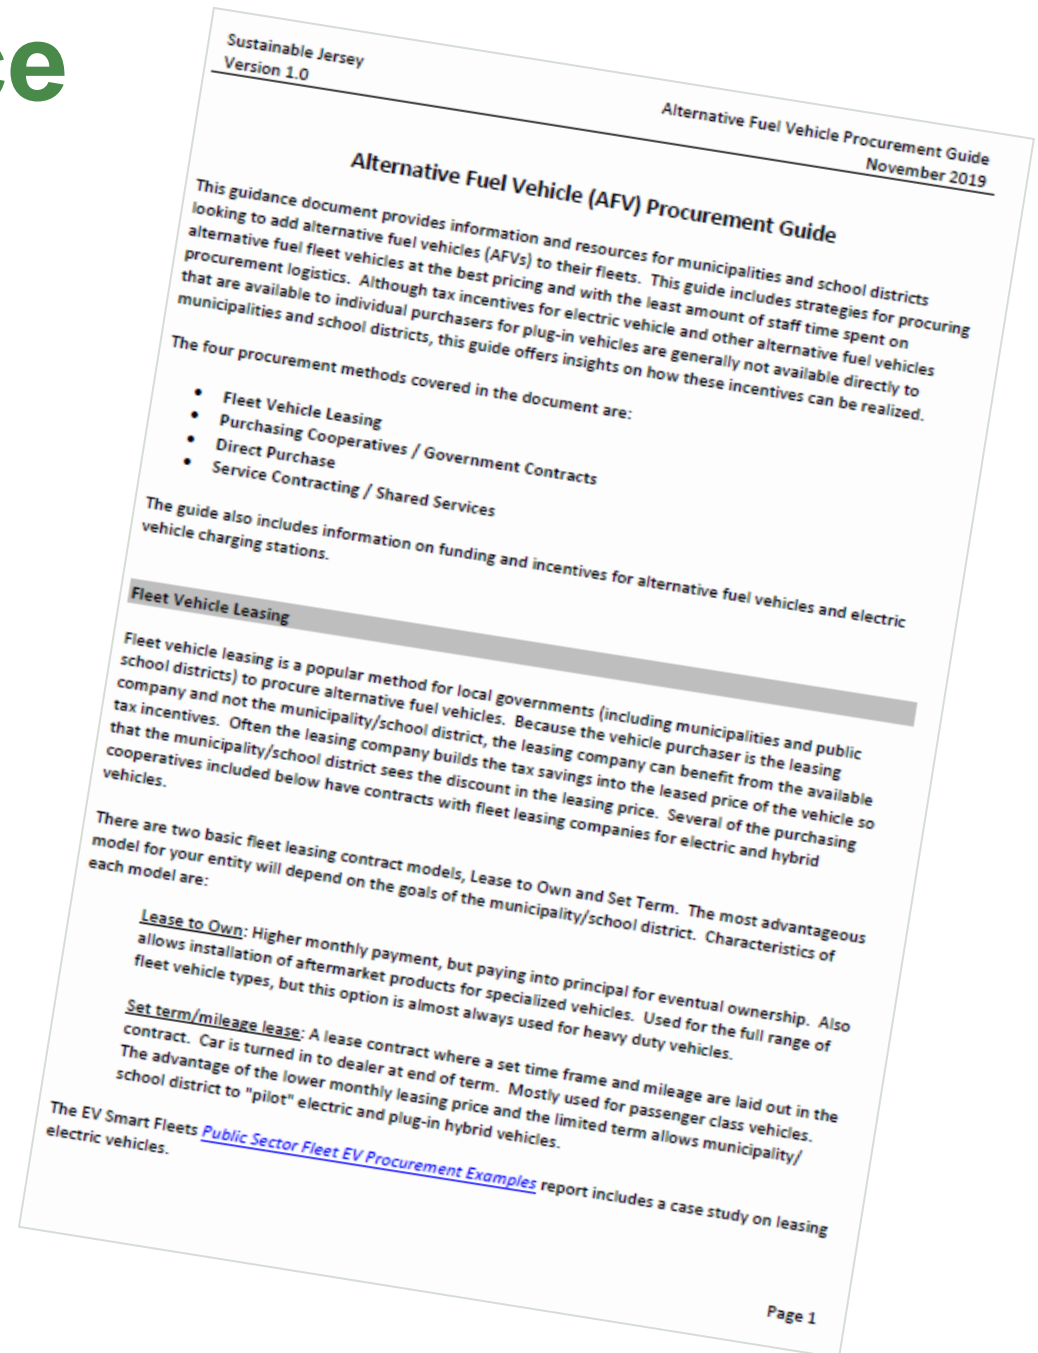 ce
Sustainable Jersey
Version 1.0
Alternative Fuel Vehicle Procurement Guide
November 2019
Alternative Fuel Vehicle (AFV) Procurement Guide
This guidance document provides information and resources for municipalities and school districts
looking to add alternative fuel vehicles (AFVs) to their fleets. This guide includes strategies for procuring
alternative fuel fleet vehicles at the best pricing and with the least amount of staff time spent on
procurement logistics. Although tax incentives for electric vehicle and other alternative fuel vehicles
that are available to individual purchasers for plug-in vehicles are generally not available directly to
municipalities and school districts, this guide offers insights on how these incentives can be realized.
The four procurement methods covered in the document are:
• Fleet Vehicle Leasing
• Purchasing Cooperatives / Government Contracts
• Direct Purchase
• Service Contracting / Shared Services
The guide also includes information on funding and incentives for alternative fuel vehicles and electric
vehicle charging stations.
Fleet Vehicle Leasing
Fleet vehicle leasing is a popular method for local governments (including municipalities and public
school districts) to procure alternative fuel vehicles. Because the vehicle purchaser is the leasing
company and not the municipality/school district, the leasing company can benefit from the available
tax incentives. Often the leasing company builds the tax savings into the leased price of the vehicle so
that the municipality/school district sees the discount in the leasing price. Several of the purchasing
cooperatives included below have contracts with fleet leasing companies for electric and hybrid
vehicles.
There are two basic fleet leasing contract models, Lease to Own and Set Term. The most advantageous
model for your entity will depend on the goals of the municipality/school district. Characteristics of
each model are:
Lease to Own: Higher monthly payment, but paying into principal for eventual ownership. Also
allows installation of aftermarket products for specialized vehicles. Used for the full range of
fleet vehicle types, but this option is almost always used for heavy duty vehicles.
Set term/mileage lease: A lease contract where a set time frame and mileage are laid out in the
contract. Car is turned in to dealer at end of term. Mostly used for passenger class vehicles.
The advantage of the lower monthly leasing price and the limited term allows municipality/
school district to "pilot" electric and plug-in hybrid vehicles.
The EV Smart Fleets Public Sector Fleet EV Procurement Examples report includes a case study on leasing
electric vehicles.
Page 1